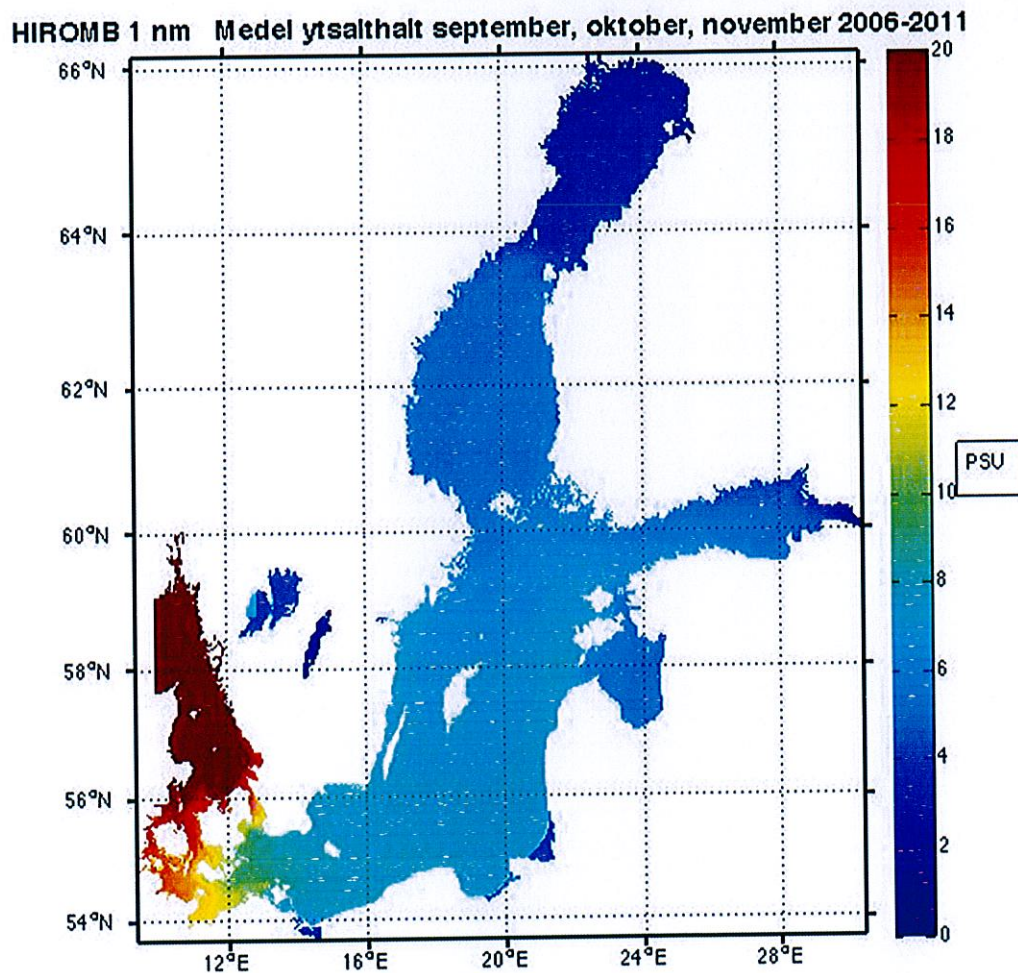 HIROMB 1 nm Medel ytsalthalt september, oktober, november 2006-2011
66°N
64°N
62°N
60°N
58°N
56°N
54°N
12°E
16°E
20°E
24°E
28°E
20
18
16
14
12
10
8
6
4
2
0
PSU